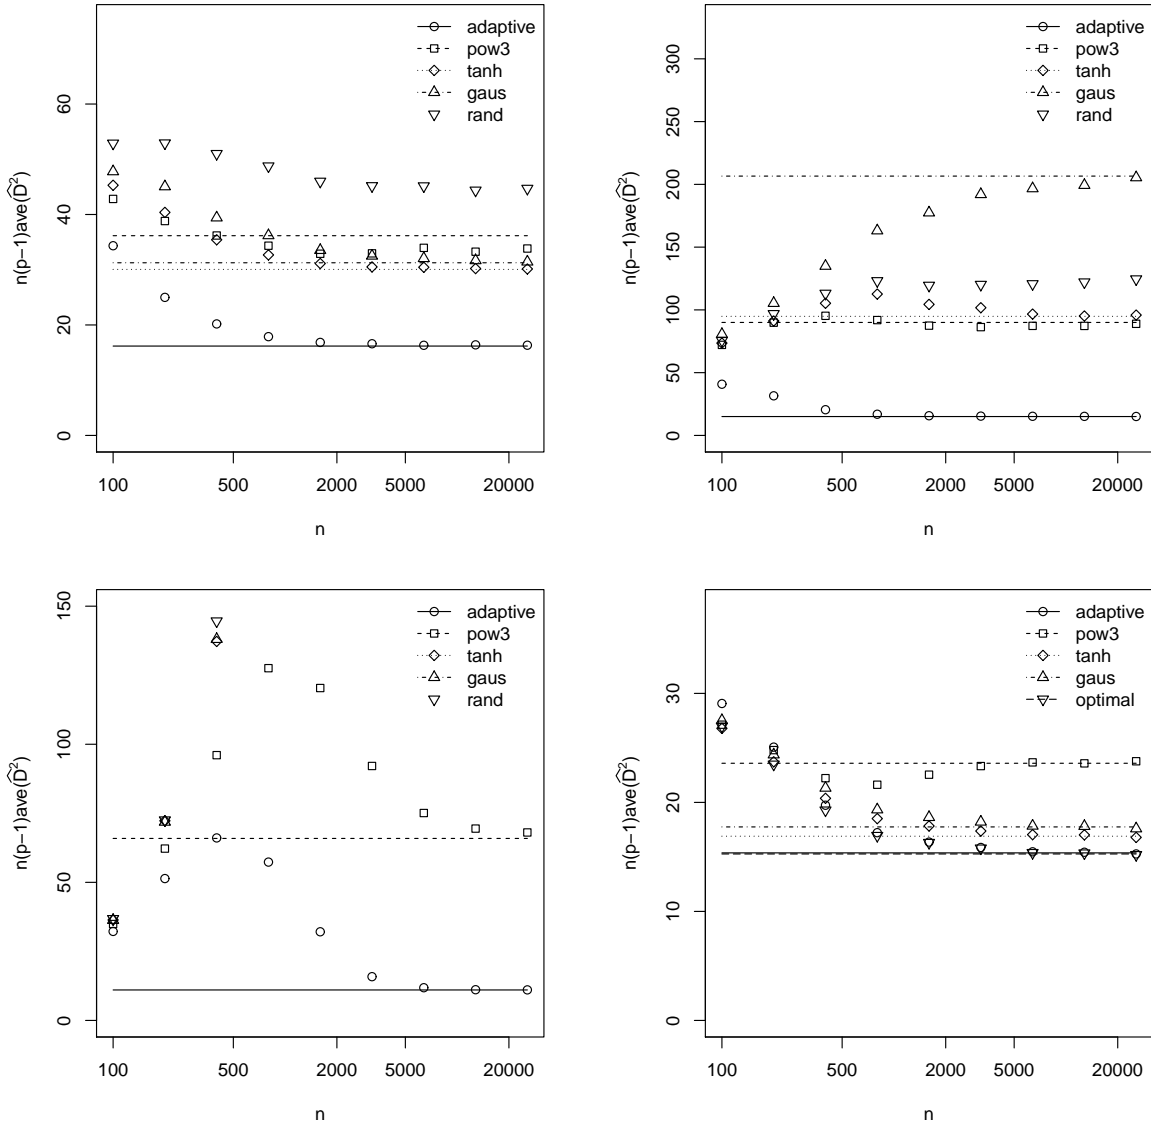 adaptive
pow3
tanh
gaus
rand
n(p−1)ave(D̂²)
0
20
40
60
100
500
2000
5000
20000
n
adaptive
pow3
tanh
gaus
rand
n(p−1)ave(D̂²)
0
50
100
150
200
250
300
100
500
2000
5000
20000
n
adaptive
pow3
tanh
gaus
rand
n(p−1)ave(D̂²)
0
50
100
150
100
500
2000
5000
20000
n
adaptive
pow3
tanh
gaus
optimal
n(p−1)ave(D̂²)
0
10
20
30
100
500
2000
5000
20000
n